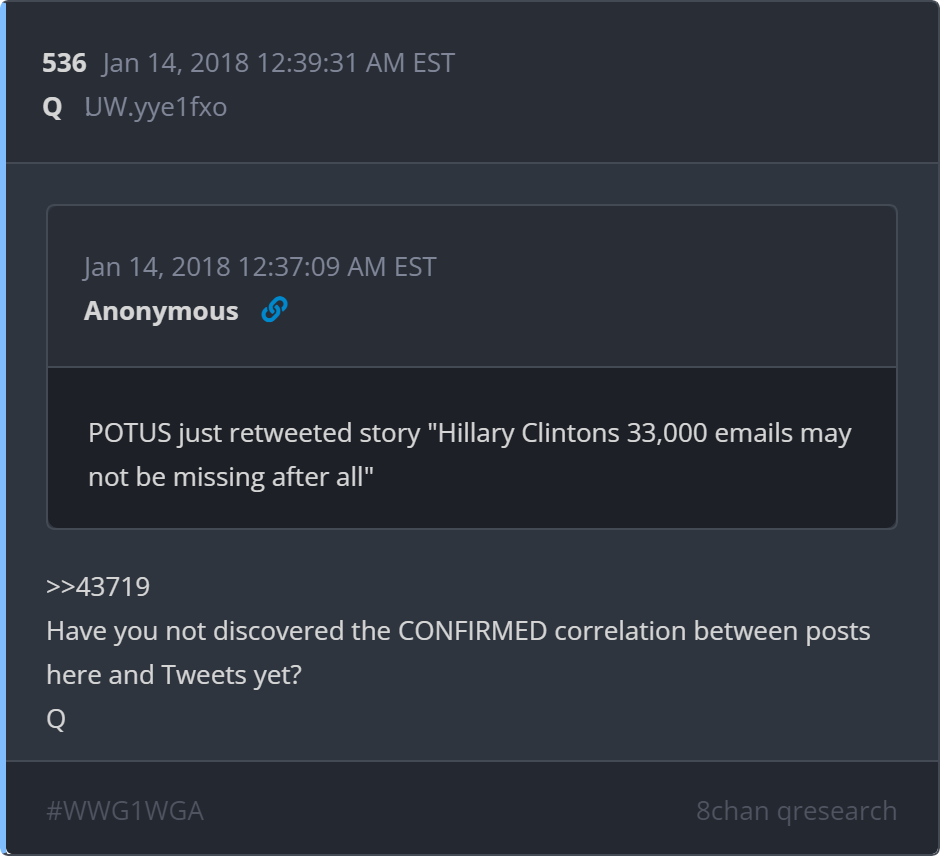 536 Jan 14, 2018 12:39:31 AM EST
Q UW.yye1fxo
Jan 14, 2018 12:37:09 AM EST
Anonymous
POTUS just retweeted story "Hillary Clintons 33,000 emails may
not be missing after all"
>>43719
Have you not discovered the CONFIRMED correlation between posts
here and Tweets yet?
Q
#WWG1WGA 8chan qresearch